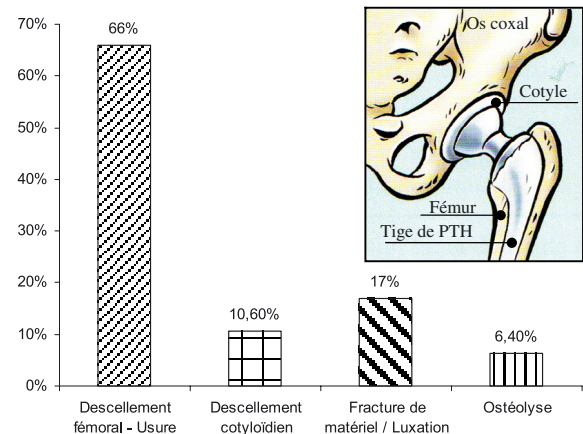 70%
60%
50%
40%
30%
20%
10%
0%
66%
10,60%
17%
6,40%
Descellement
fémoral - Usure
Descellement
cotyloïdien
Fracture de
matériel / Luxation
Ostéolyse
Os coxal
Cotyle
Fémur
Tige de PTH